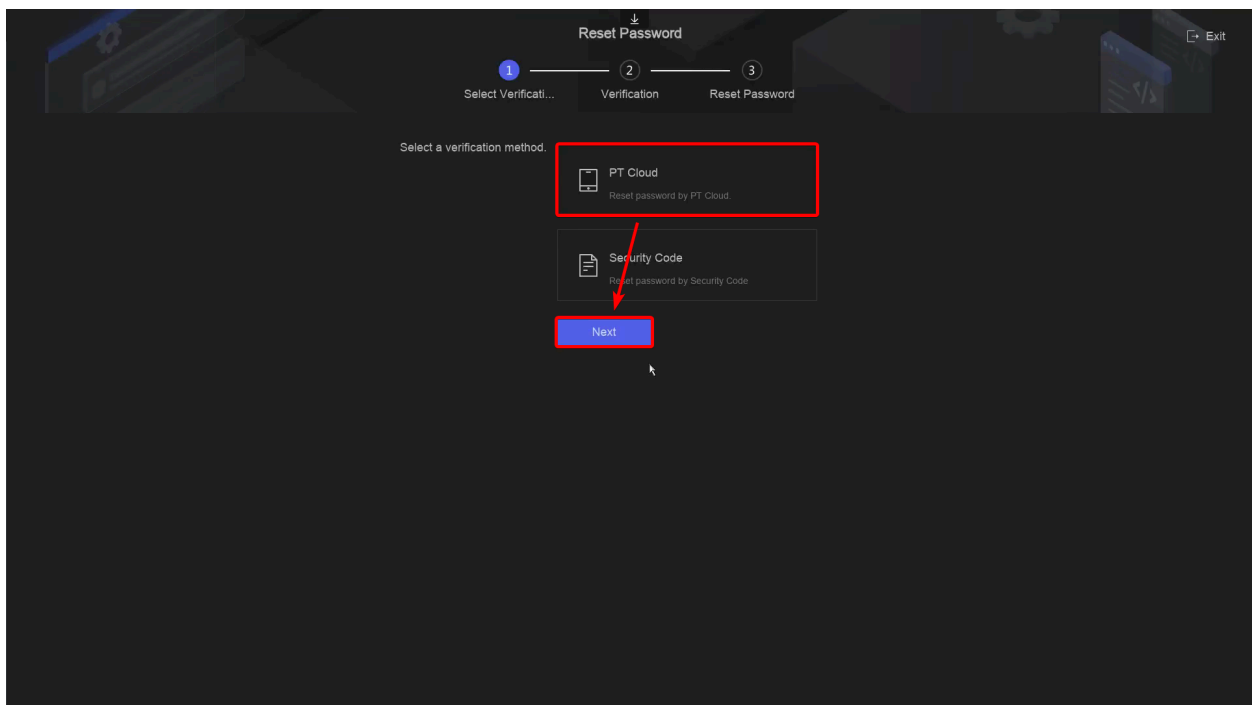 Reset Password
Exit
1
2
3
Select Verificati...
Verification
Reset Password
Select a verification method.
PT Cloud
Reset password by PT Cloud.
Security Code
Reset password by Security Code
Next